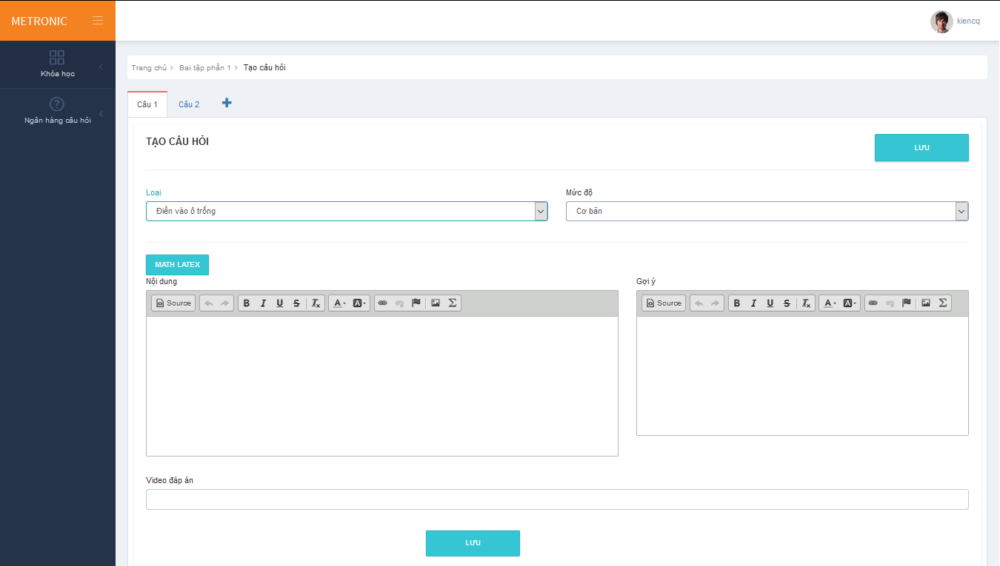 METRONIC
kiencq
Khóa học
Ngân hàng câu hỏi
Trang chủ > Bai tập phần 1 > Tạo câu hỏi
Câu 1 Câu 2
TẠO CÂU HỎI
LƯU
Loại
Mức độ
Điền vào ô trống
Cơ bản
MATH LATEX
Nội dung
Gợi ý
Source B I U S Ix A A Σ
Source B I U S Ix A A Σ
Video đáp án
LƯU